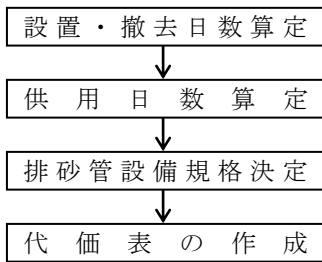 設置・撤去日数算定
供用日数算定
排砂管設備規格決定
代価表の作成